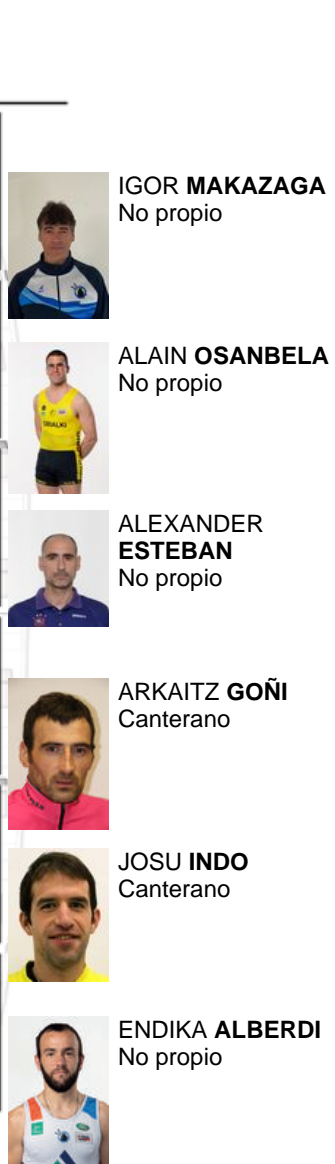 IGOR MAKAZAGA
No propio
ALAIN OSANBELA
No propio
ALEXANDER
ESTEBAN
No propio
ARKAITZ GOÑI
Canterano
JOSU INDO
Canterano
ENDIKA ALBERDI
No propio